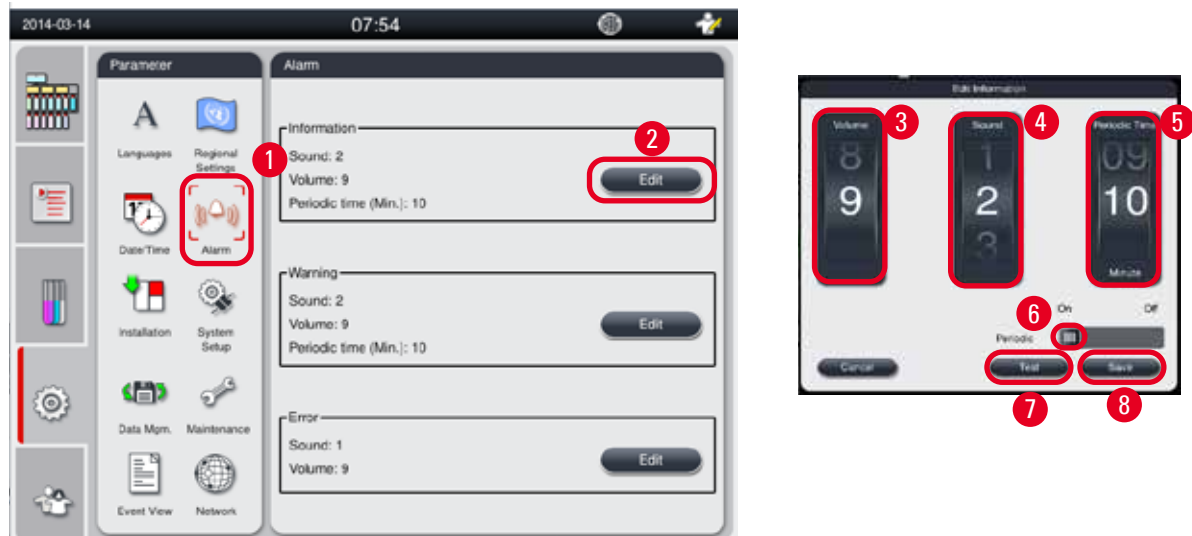 2014-03-14
07:54
Parameter
A
Languages
Regional
Settings
Date/Time
Alarm
Installation
System
Setup
Data Mgm.
Maintenance
Event View
Network
Alarm
1
Information
Sound: 2
Volume: 9
Periodic time (Min.): 10
2
Edit
Warning
Sound: 2
Volume: 9
Periodic time (Min.): 10
Edit
Error
Sound: 1
Volume: 9
Edit
Edit Information
Volume
3
8
9
Sound
4
1
2
3
Periodic Time
5
09
10
Minute
6
On
Off
Periodic
Cancel
Test
Save
7
8